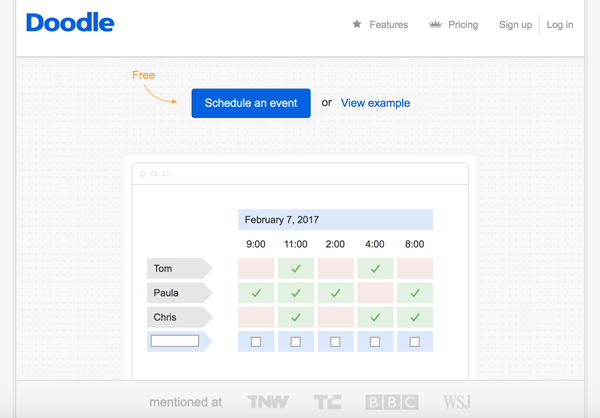 Doodle
Features Pricing Sign up Log in
Free
Schedule an event or View example
February 7, 2017
9:00 11:00 2:00 4:00 8:00
Tom
Paula
Chris
mentioned at TNW TC BBC WSJ